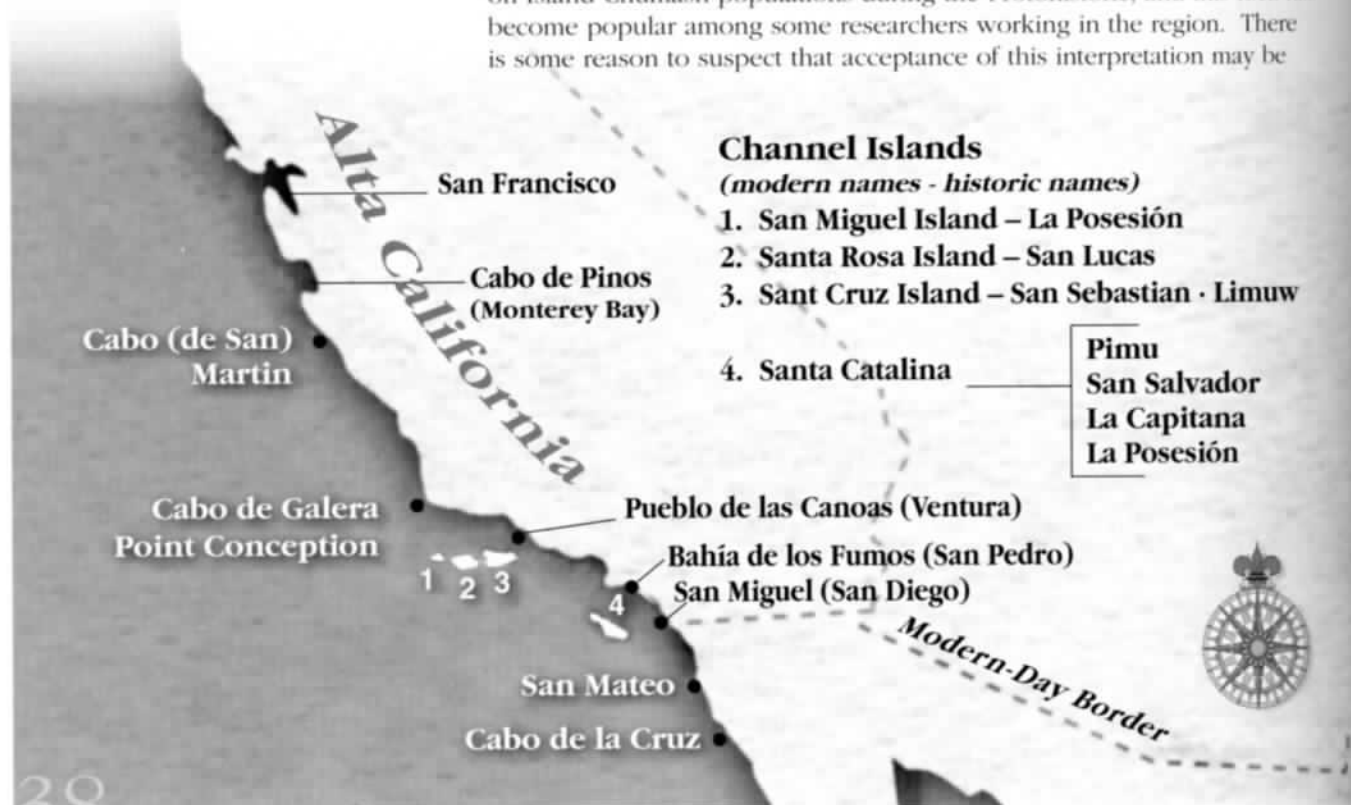 become popular among some researchers working in the region. There
is some reason to suspect that acceptance of this interpretation may be
Alta California
San Francisco
Cabo de Pinos
(Monterey Bay)
Cabo (de San)
Martin
Channel Islands
(modern names - historic names)
1. San Miguel Island – La Posesión
2. Santa Rosa Island – San Lucas
3. Sant Cruz Island – San Sebastian · Limuw
4. Santa Catalina
Pimu
San Salvador
La Capitana
La Posesión
Cabo de Galera
Point Conception
Pueblo de las Canoas (Ventura)
Bahía de los Fumos (San Pedro)
San Miguel (San Diego)
1 2 3
4
San Mateo
Cabo de la Cruz
Modern-Day Border
20